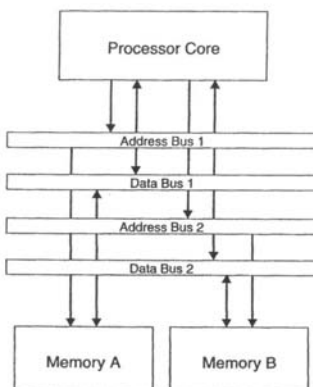 Processor Core
Address Bus 1
Data Bus 1
Address Bus 2
Data Bus 2
Memory A
Memory B